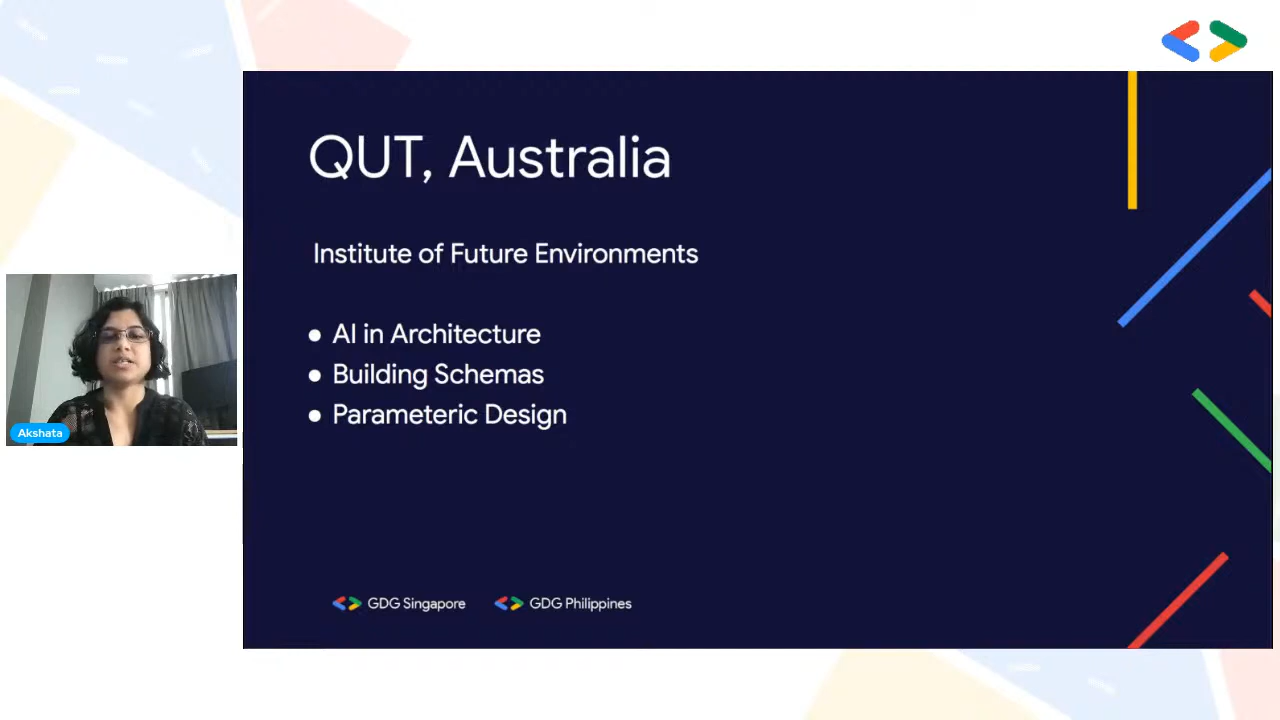 QUT, Australia
Institute of Future Environments
● AI in Architecture
● Building Schemas
● Parameteric Design
Akshata
GDG Singapore
GDG Philippines